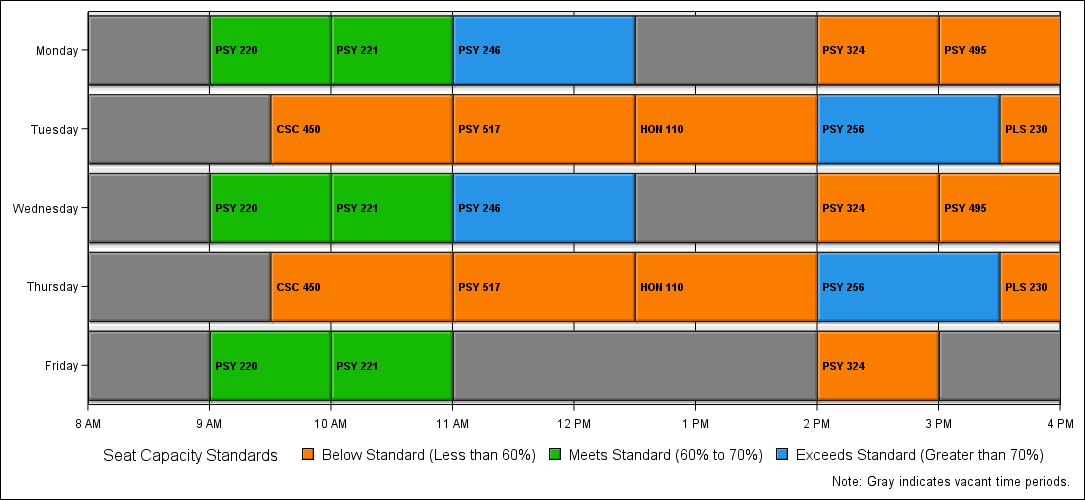 Monday PSY 220 PSY 221 PSY 246 PSY 324 PSY 495
Tuesday CSC 450 PSY 517 HON 110 PSY 256 PLS 230
Wednesday PSY 220 PSY 221 PSY 246 PSY 324 PSY 495
Thursday CSC 450 PSY 517 HON 110 PSY 256 PLS 230
Friday PSY 220 PSY 221 PSY 324
8 AM 9 AM 10 AM 11 AM 12 PM 1 PM 2 PM 3 PM 4 PM
Seat Capacity Standards Below Standard (Less than 60%) Meets Standard (60% to 70%) Exceeds Standard (Greater than 70%)
Note: Gray indicates vacant time periods.